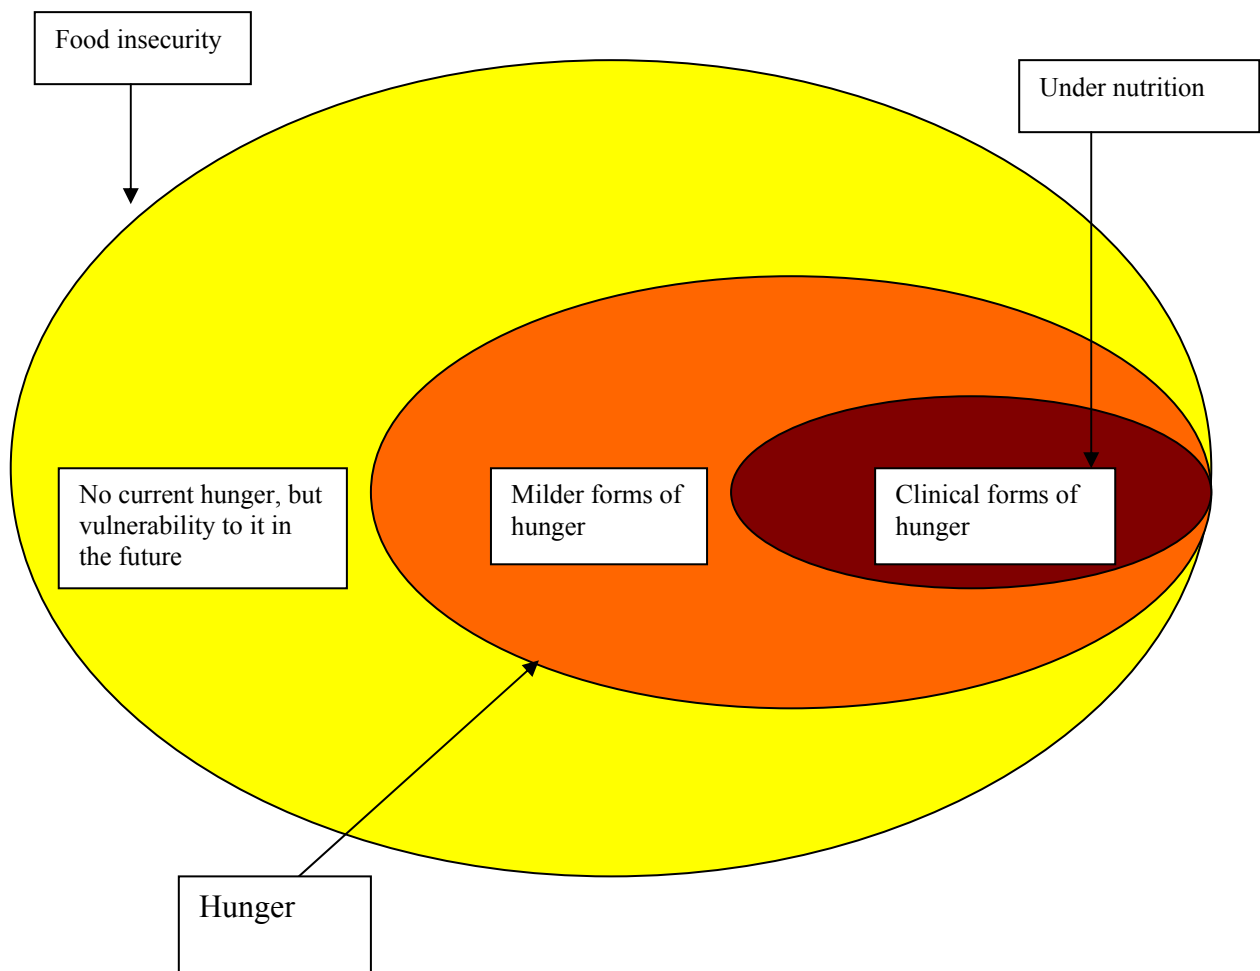 Food insecurity
Under nutrition
No current hunger, but
vulnerability to it in
the future
Milder forms of
hunger
Clinical forms of
hunger
Hunger